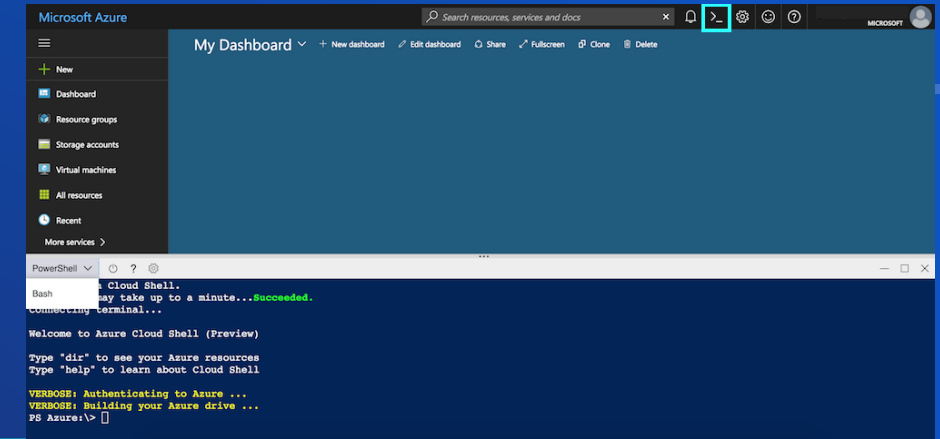 Microsoft Azure
Search resources, services and docs
MICROSOFT
My Dashboard
New dashboard
Edit dashboard
Share
Fullscreen
Clone
Delete
New
Dashboard
Resource groups
Storage accounts
Virtual machines
All resources
Recent
More services
PowerShell
Bash
Cloud Shell.
may take up to a minute...Succeeded.
Connecting terminal...
Welcome to Azure Cloud Shell (Preview)
Type "dir" to see your Azure resources
Type "help" to learn about Cloud Shell
VERBOSE: Authenticating to Azure ...
VERBOSE: Building your Azure drive ...
PS Azure:\>